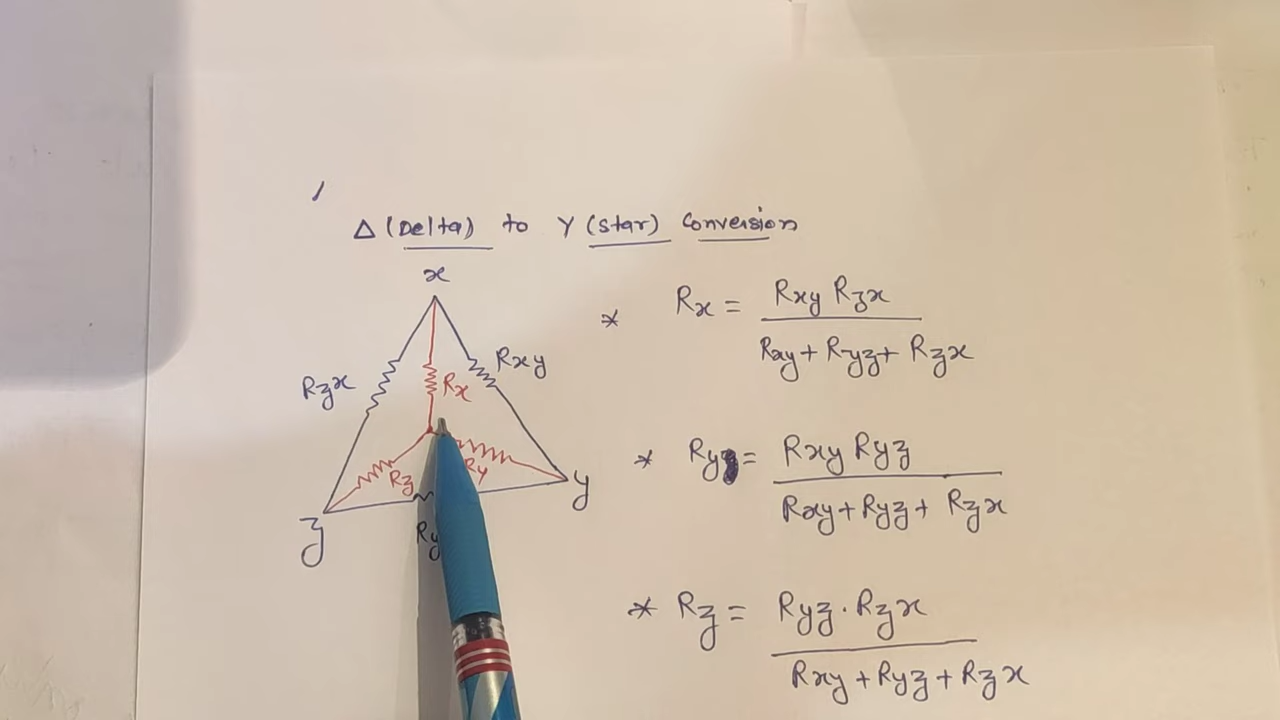 Δ (Delta) to Y (Star) Conversion
x
Rzx
Rxy
Rx
Rz
Ry
z
y
* Rx = Rxy Rzx
Rxy + Ryz + Rzx
* Ry = Rxy Ryz
Rxy + Ryz + Rzx
* Rz = Ryz . Rzx
Rxy + Ryz + Rzx